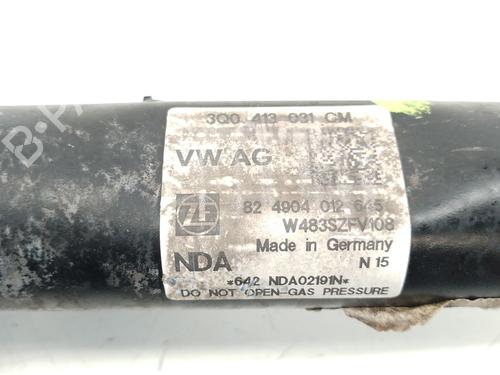 3Q0 413 031 CM
VW AG
ZF
82 4904 012 645
W483SZFV108
Made in Germany
NDA
N 15
*642 NDA02191N*
DO NOT OPEN-GAS PRESSURE